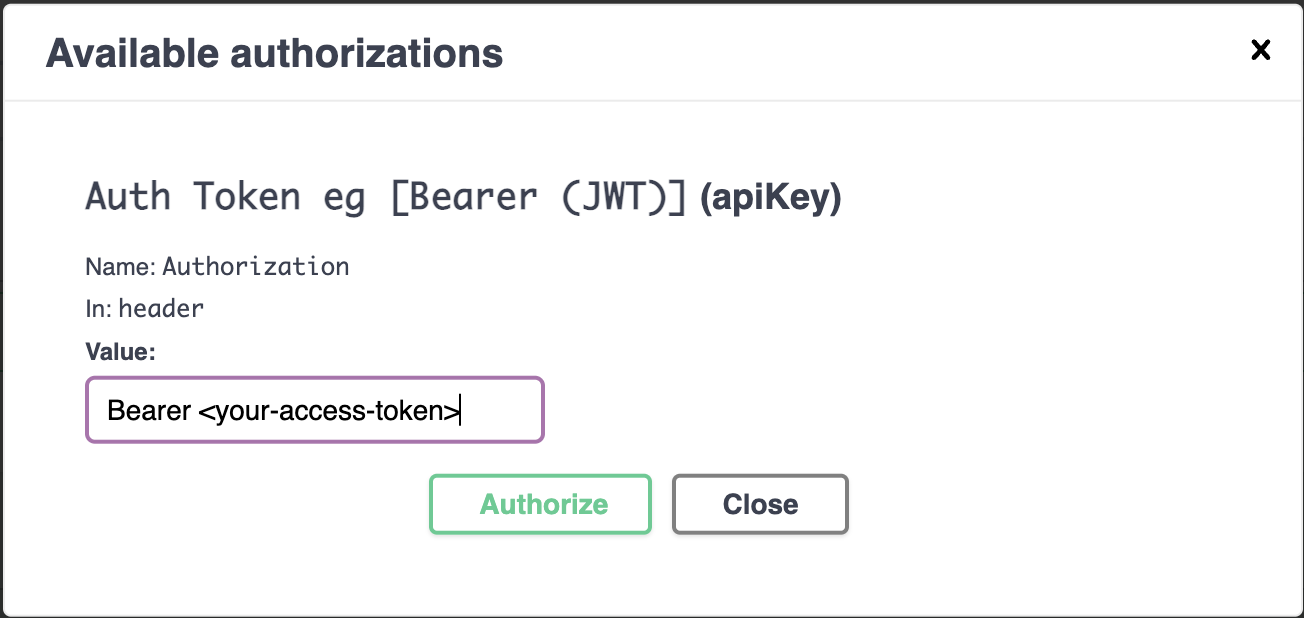 Available authorizations
x
Auth Token eg [Bearer (JWT)] (apiKey)
Name: Authorization
In: header
Value:
Bearer <your-access-token>
Authorize Close